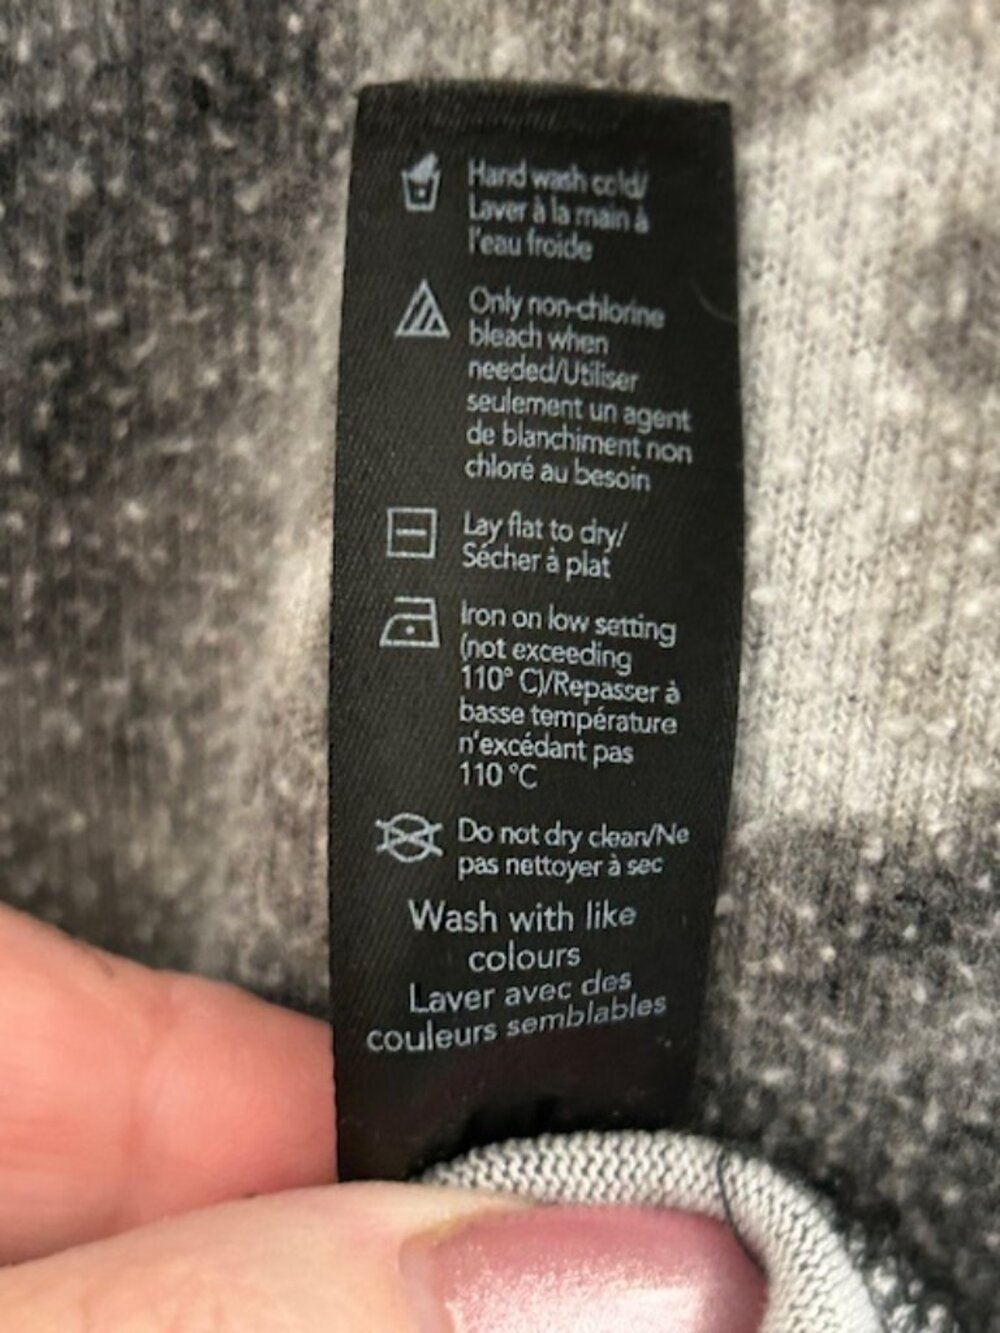 Hand wash cold/
Laver à la main à
l'eau froide
Only non-chlorine
bleach when
needed/Utiliser
seulement un agent
de blanchiment non
chloré au besoin
Lay flat to dry/
Sécher à plat
Iron on low setting
(not exceeding
110° C)/Repasser à
basse température
n'excédant pas
110 °C
Do not dry clean/Ne
pas nettoyer à sec
Wash with like
colours
Laver avec des
couleurs semblables